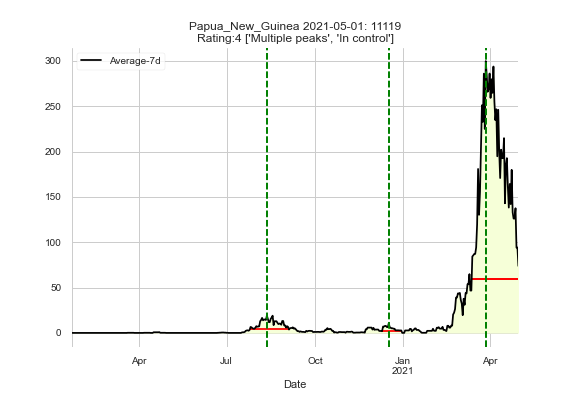 Papua_New_Guinea 2021-05-01: 11119
Rating:4 ['Multiple peaks', 'In control']
Average-7d
300
250
200
150
100
50
0
Apr Jul Oct Jan Apr
2021
Date